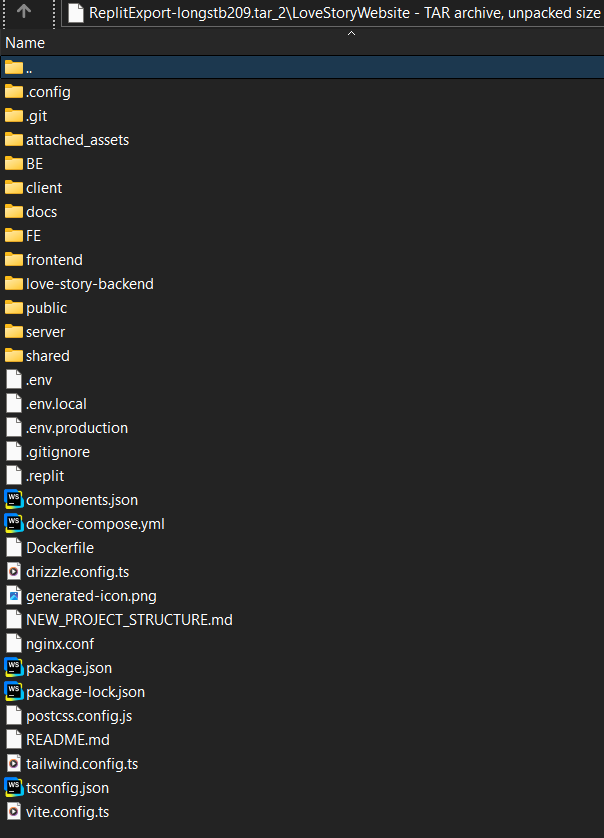 ReplitExport-longstb209.tar_2\LoveStoryWebsite - TAR archive, unpacked size
Name
..
.config
.git
attached_assets
BE
client
docs
FE
frontend
love-story-backend
public
server
shared
.env
.env.local
.env.production
.gitignore
.replit
components.json
docker-compose.yml
Dockerfile
drizzle.config.ts
generated-icon.png
NEW_PROJECT_STRUCTURE.md
nginx.conf
package.json
package-lock.json
postcss.config.js
README.md
tailwind.config.ts
tsconfig.json
vite.config.ts